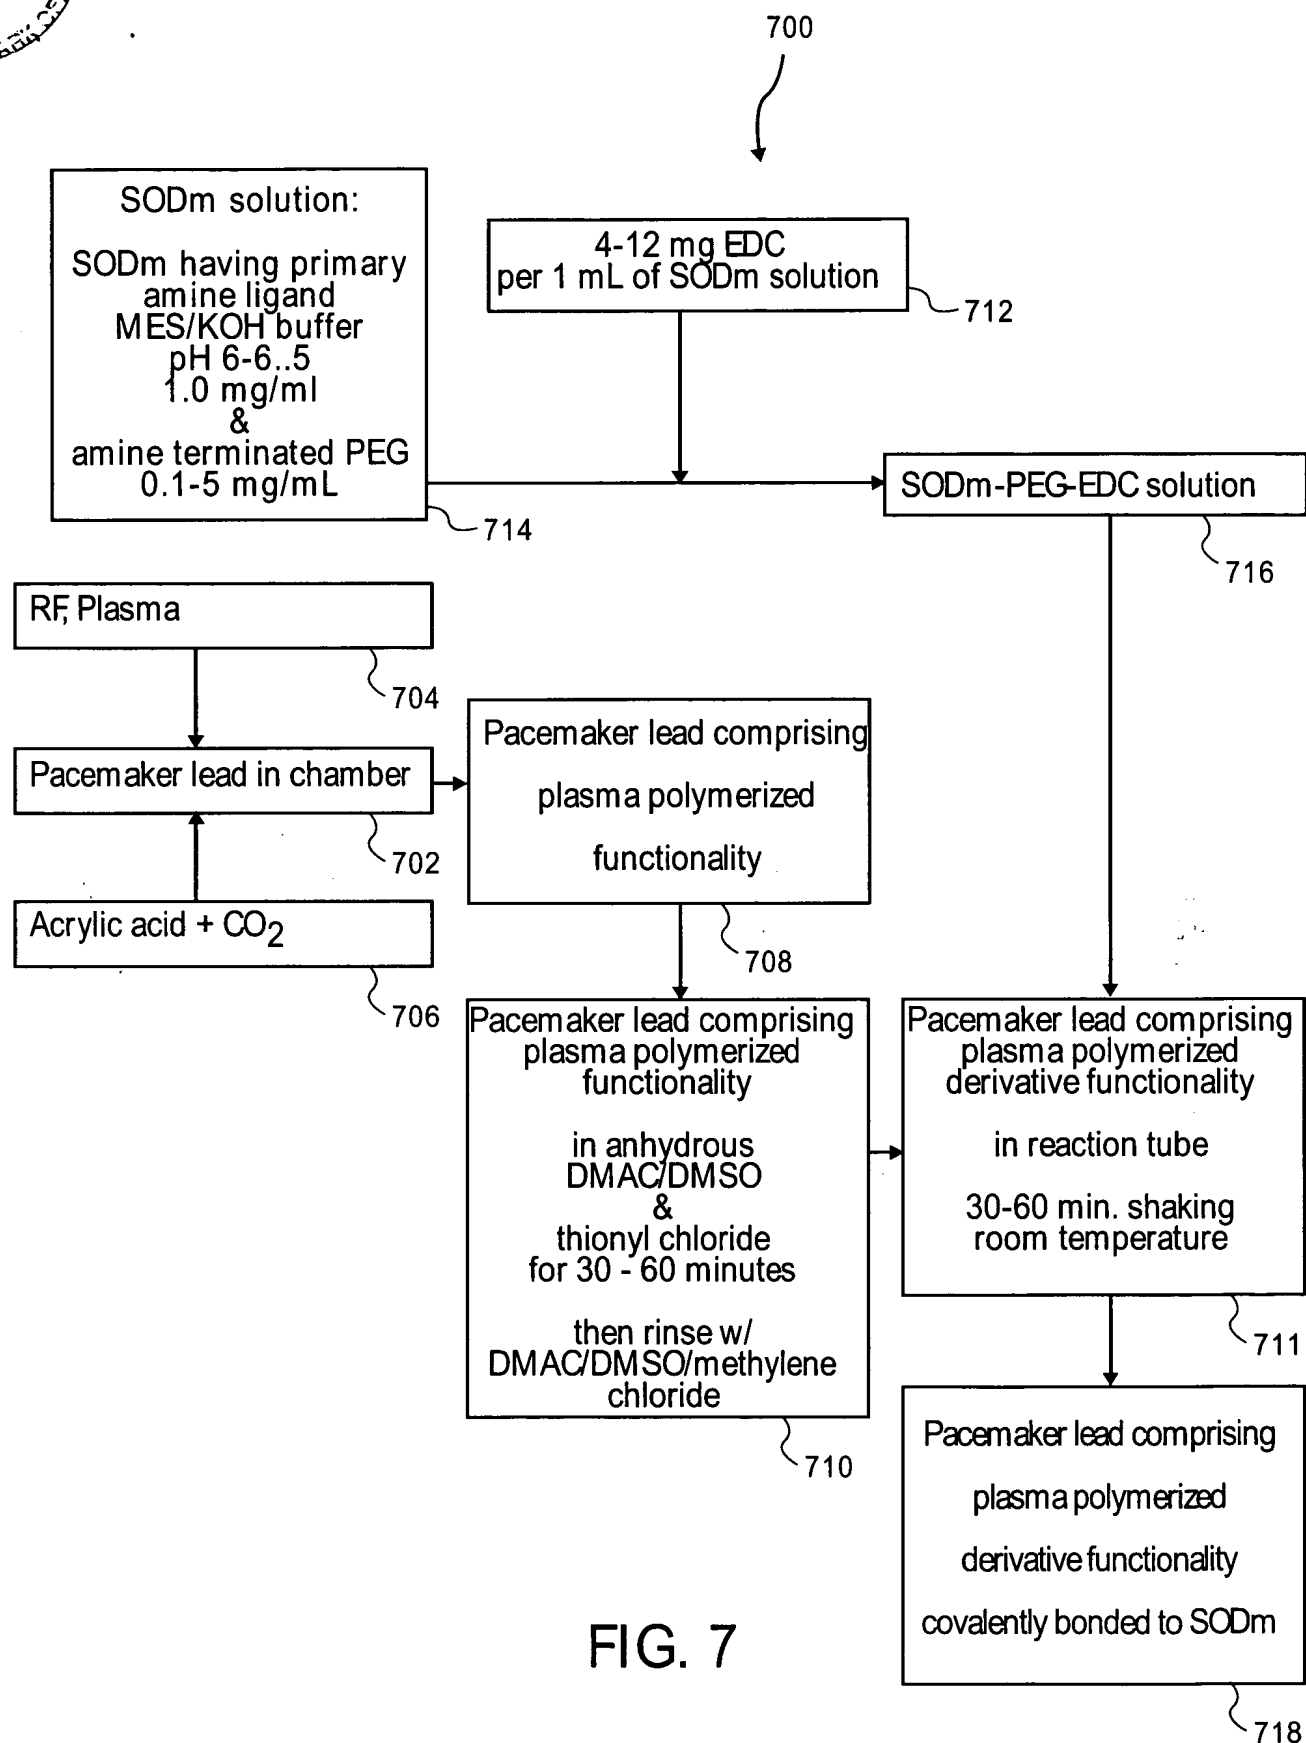 700
SODm solution:
SODm having primary
amine ligand
MES/KOH buffer
pH 6-6..5
1.0 mg/ml
&
amine terminated PEG
0.1-5 mg/mL
714
4-12 mg EDC
per 1 mL of SODm solution
712
SODm-PEG-EDC solution
716
RF, Plasma
704
Pacemaker lead in chamber
702
Acrylic acid + CO2
706
Pacemaker lead comprising
plasma polymerized
functionality
708
Pacemaker lead comprising
plasma polymerized
functionality
in anhydrous
DMAC/DMSO
&
thionyl chloride
for 30 - 60 minutes
then rinse w/
DMAC/DMSO/methylene
chloride
710
Pacemaker lead comprising
plasma polymerized
derivative functionality
in reaction tube
30-60 min. shaking
room temperature
711
Pacemaker lead comprising
plasma polymerized
derivative functionality
covalently bonded to SODm
718
FIG. 7